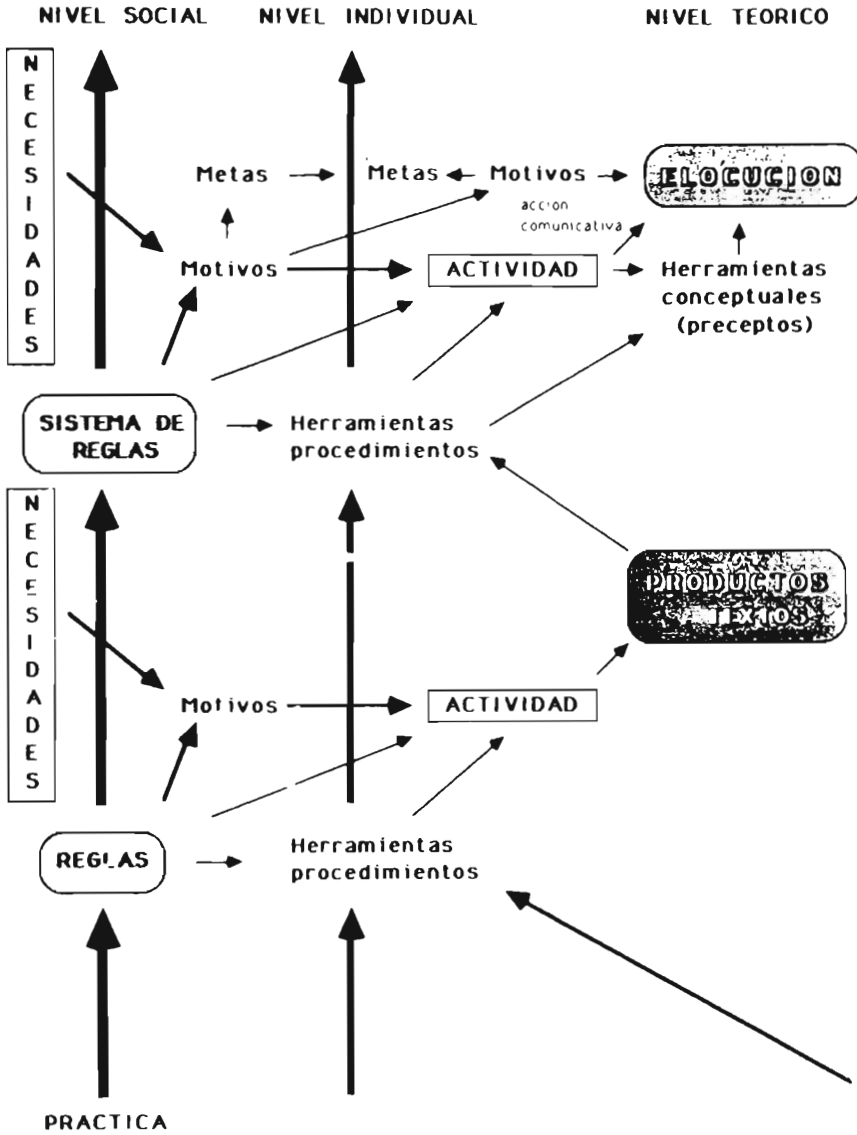 NIVEL SOCIAL NIVEL INDIVIDUAL NIVEL TEORICO
NECESIDADES
Metas Metas Motivos ELOCUCION
accion
comunicativa
Motivos ACTIVIDAD Herramientas
conceptuales
(preceptos)
SISTEMA DE
REGLAS
Herramientas
procedimientos
NECESIDADES
PRODUCTOS
TEXTOS
Motivos ACTIVIDAD
REGLAS
Herramientas
procedimientos
PRACTICA